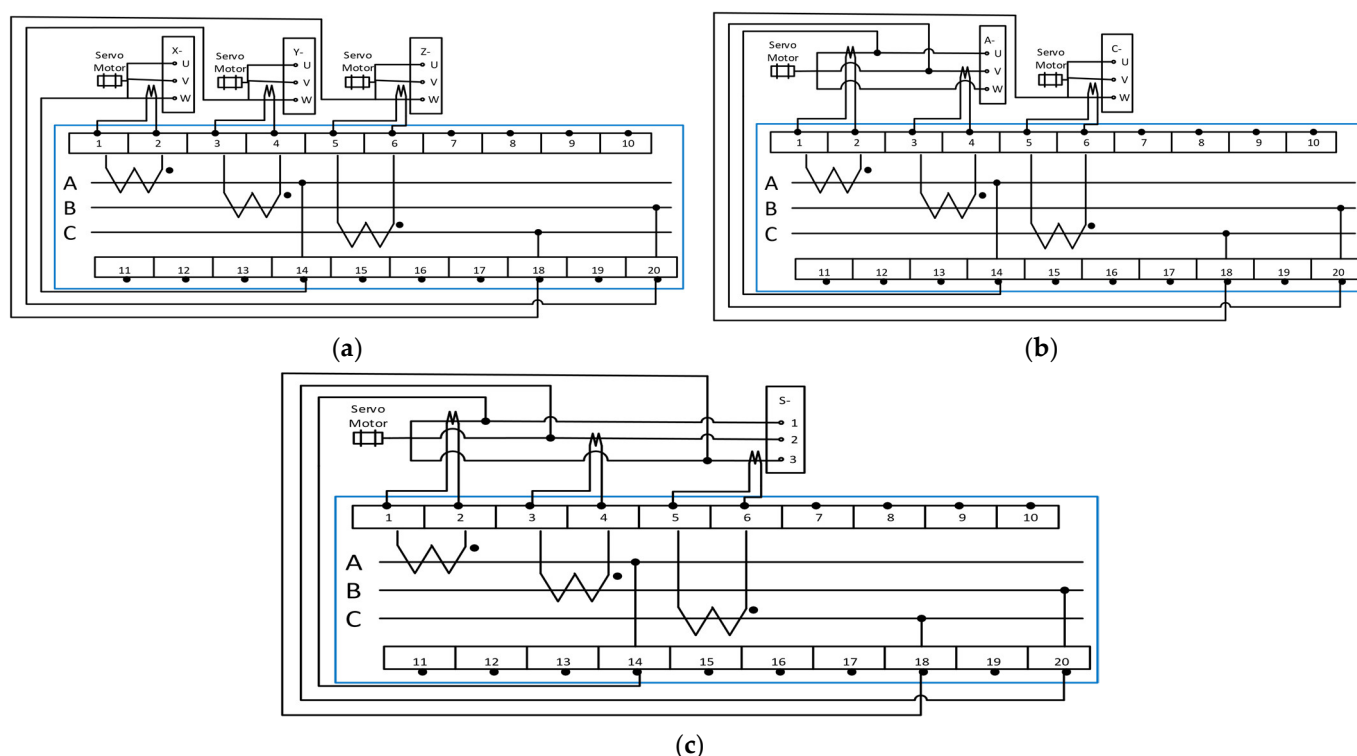 X-
Servo
Motor
U
V
W
Y-
Servo
Motor
U
V
W
Z-
Servo
Motor
U
V
W
1 2 3 4 5 6 7 8 9 10
A
B
C
11 12 13 14 15 16 17 18 19 20
(a)
A-
Servo
Motor
U
V
W
C-
Servo
Motor
U
V
W
1 2 3 4 5 6 7 8 9 10
A
B
C
11 12 13 14 15 16 17 18 19 20
(b)
S-
Servo
Motor
1
2
3
1 2 3 4 5 6 7 8 9 10
A
B
C
11 12 13 14 15 16 17 18 19 20
(c)